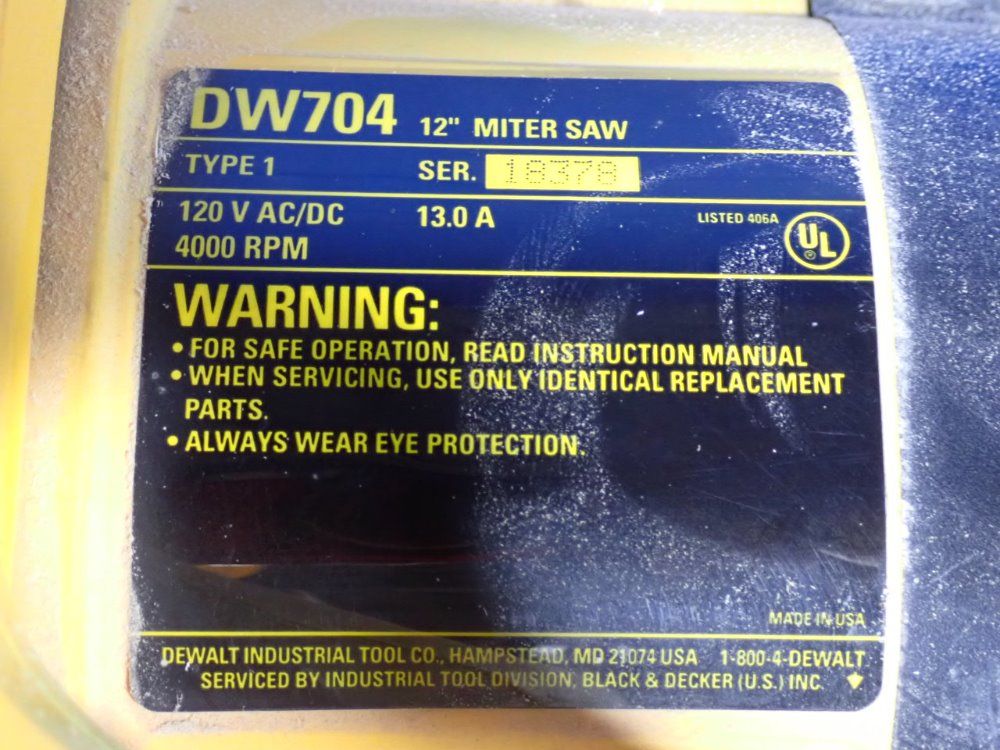 DW704 12" MITER SAW
TYPE 1 SER. 18378
120 V AC/DC 13.0 A LISTED 406A UL ®
4000 RPM
WARNING:
• FOR SAFE OPERATION, READ INSTRUCTION MANUAL
• WHEN SERVICING, USE ONLY IDENTICAL REPLACEMENT
PARTS.
• ALWAYS WEAR EYE PROTECTION.
MADE IN USA
DEWALT INDUSTRIAL TOOL CO., HAMPSTEAD, MD 21074 USA 1-800-4-DEWALT
SERVICED BY INDUSTRIAL TOOL DIVISION, BLACK & DECKER (U.S.) INC.